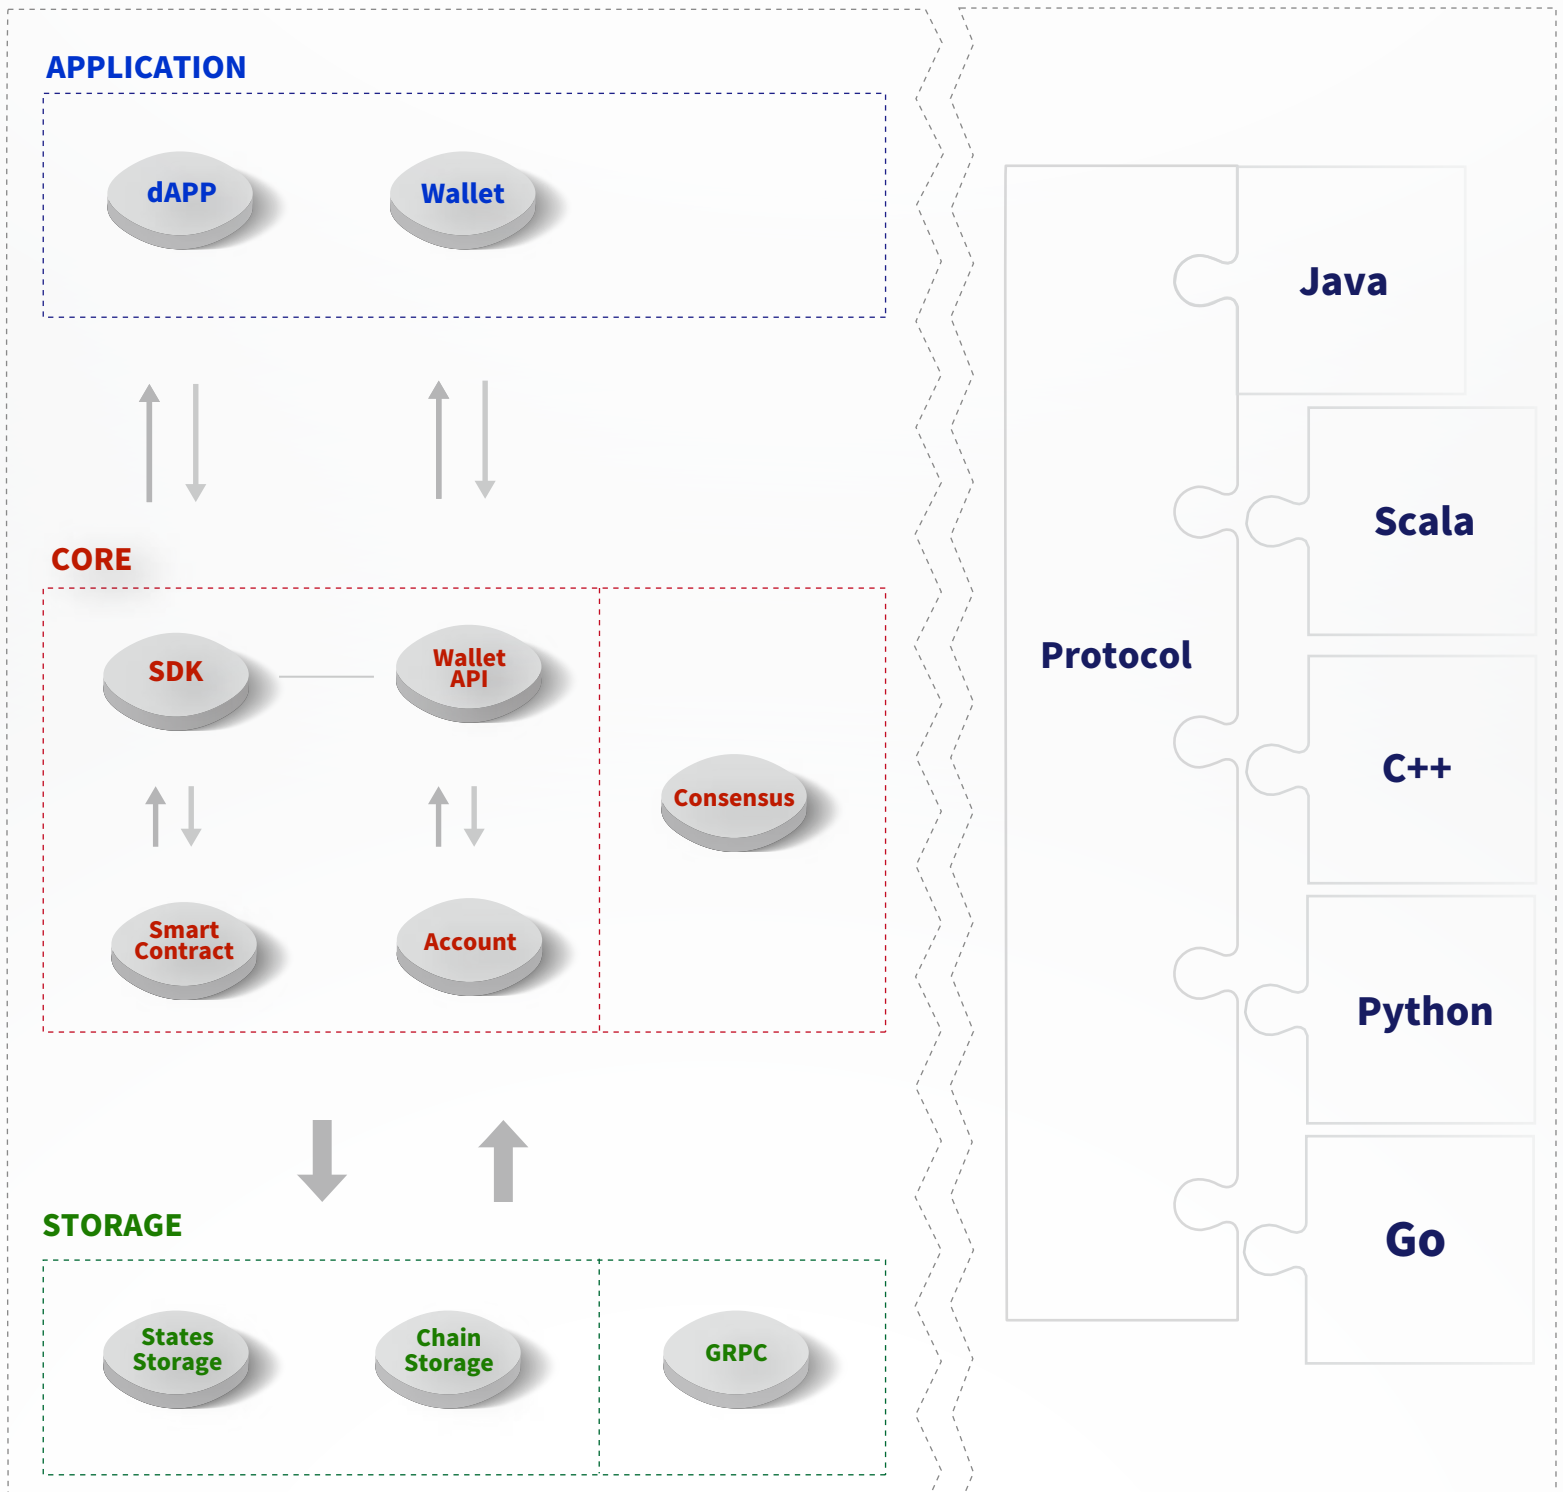 APPLICATION
dAPP
Wallet
CORE
SDK
Wallet
API
Consensus
Smart
Contract
Account
STORAGE
States
Storage
Chain
Storage
GRPC
Protocol
Java
Scala
C++
Python
Go